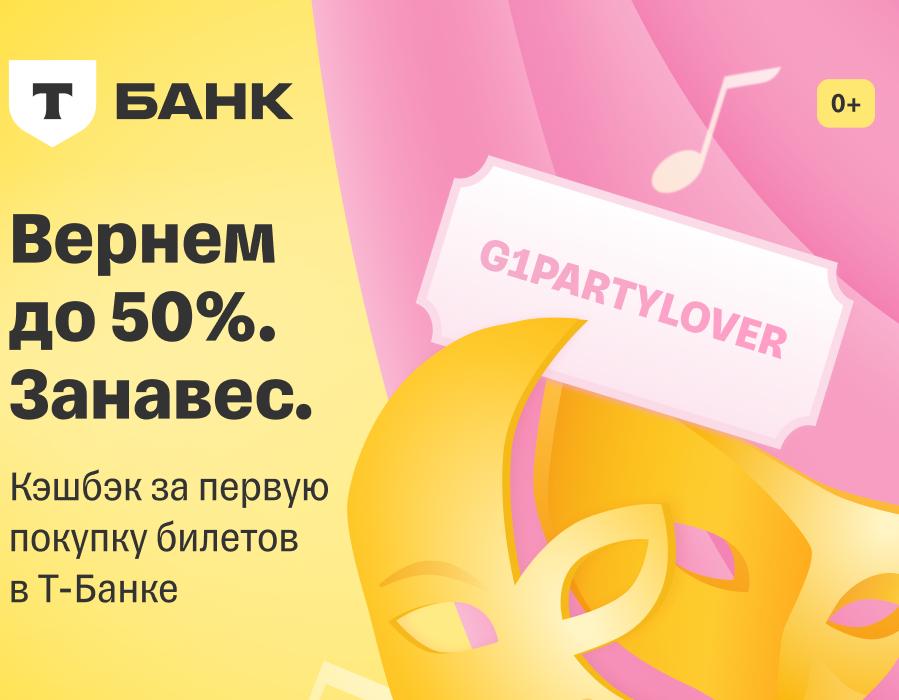 Т БАНК
0+
Вернем
до 50%.
Занавес.
G1PARTYLOVER
Кэшбэк за первую
покупку билетов
в Т-Банке